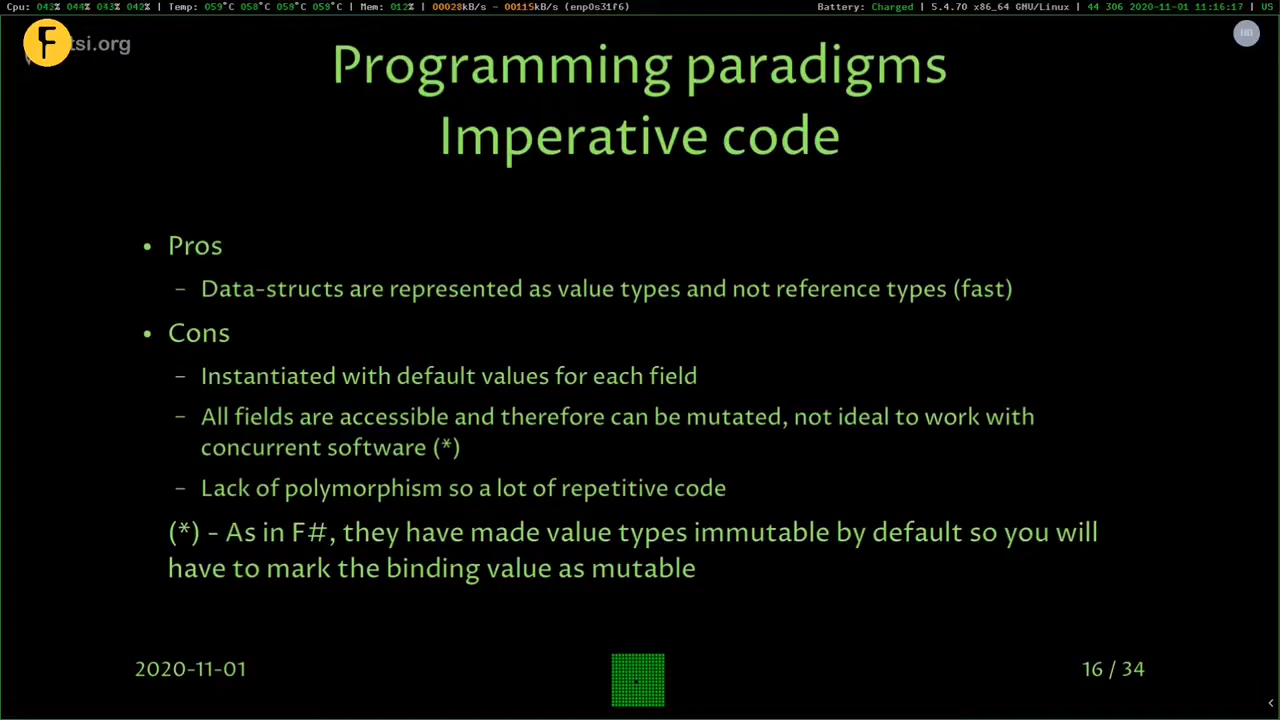 Cpu: 043% 044% 043% 042% | Temp: 059°C 058°C 059°C 059°C | Mem: 012% | 00028kB/s - 00115kB/s (enp0s31f6)
Battery: Charged | 5.4.70 x86_64 GNU/Linux | 44 306 2020-11-01 11:16:17 | VS
tsi.org
Programming paradigms
Imperative code
• Pros
– Data-structs are represented as value types and not reference types (fast)
• Cons
– Instantiated with default values for each field
– All fields are accessible and therefore can be mutated, not ideal to work with
concurrent software (*)
– Lack of polymorphism so a lot of repetitive code
(*) - As in F#, they have made value types immutable by default so you will
have to mark the binding value as mutable
2020-11-01
16 / 34